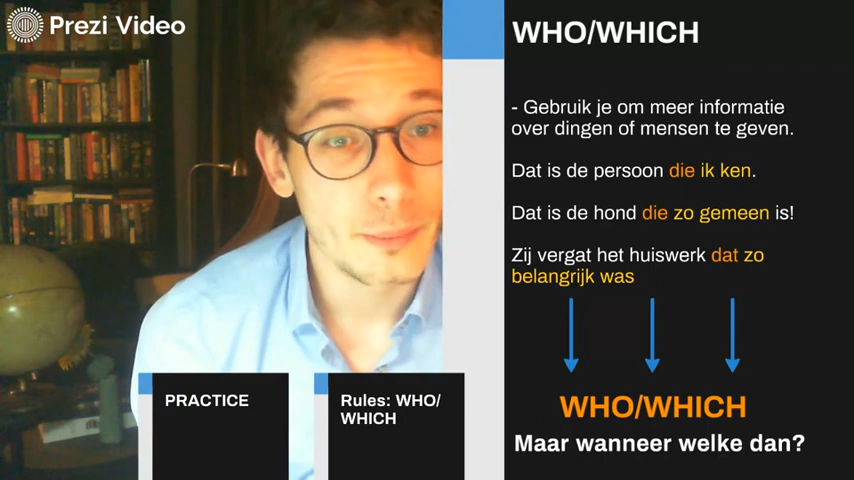 Prezi Video
WHO/WHICH
- Gebruik je om meer informatie
over dingen of mensen te geven.
Dat is de persoon die ik ken.
Dat is de hond die zo gemeen is!
Zij vergat het huiswerk dat zo
belangrijk was
WHO/WHICH
Maar wanneer welke dan?
PRACTICE
Rules: WHO/
WHICH